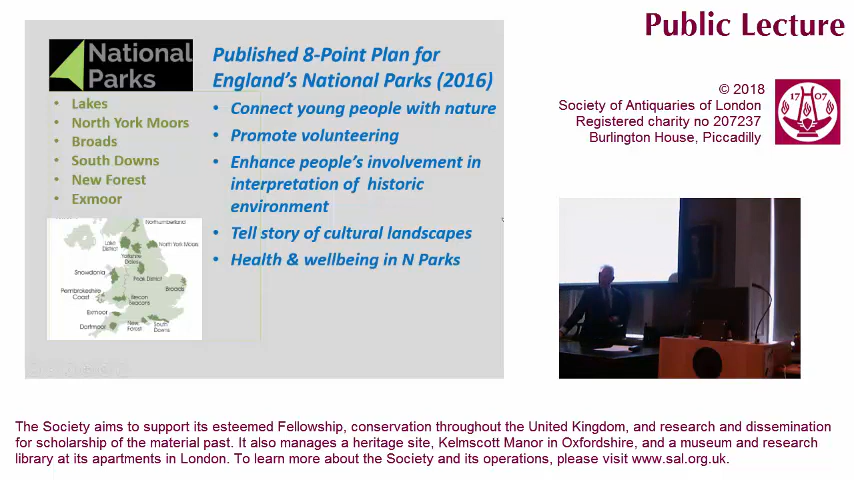 Public Lecture
© 2018
Society of Antiquaries of London
Registered charity no 207237
Burlington House, Piccadilly
17 07
National
Parks
• Lakes
• North York Moors
• Broads
• South Downs
• New Forest
• Exmoor
Published 8-Point Plan for
England's National Parks (2016)
• Connect young people with nature
• Promote volunteering
• Enhance people's involvement in
interpretation of historic
environment
• Tell story of cultural landscapes
• Health & wellbeing in N Parks
Northumberland
Lake
District
North York Moors
Yorkshire
Dales
Snowdonia
Peak District
Pembrokeshire
Coast
Brecon
Beacons
Broads
Exmoor
Dartmoor
New
Forest
South
Downs
The Society aims to support its esteemed Fellowship, conservation throughout the United Kingdom, and research and dissemination
for scholarship of the material past. It also manages a heritage site, Kelmscott Manor in Oxfordshire, and a museum and research
library at its apartments in London. To learn more about the Society and its operations, please visit www.sal.org.uk.